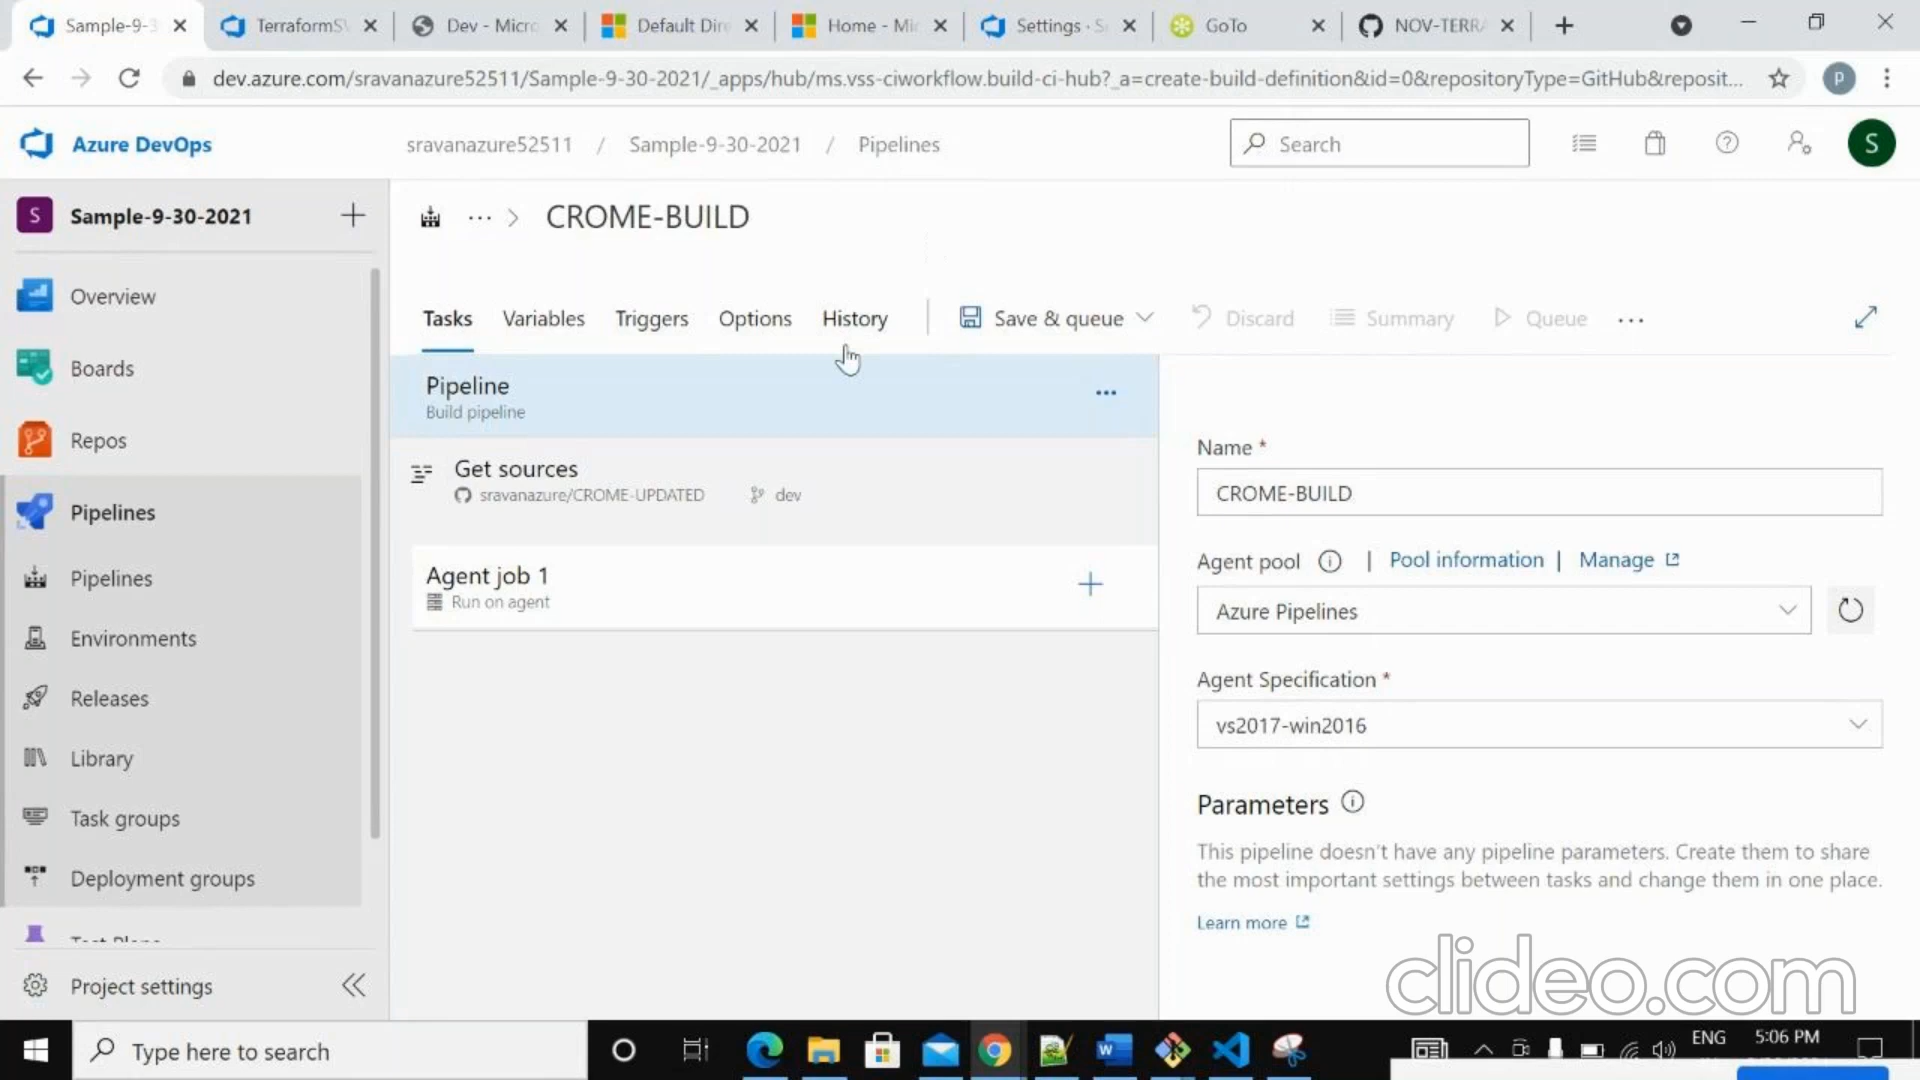 Sample-9-3
TerraformS
Dev - Micro
Default Dire
Home - Mic
Settings · S
GoTo
NOV-TERRA
dev.azure.com/sravanazure52511/Sample-9-30-2021/_apps/hub/ms.vss-ciworkflow.build-ci-hub?_a=create-build-definition&id=0&repositoryType=GitHub&reposit...
P
Azure DevOps
sravanazure52511 / Sample-9-30-2021 / Pipelines
Search
S
S
Sample-9-30-2021
CROME-BUILD
Overview
Boards
Repos
Pipelines
Pipelines
Environments
Releases
Library
Task groups
Deployment groups
Project settings
Tasks
Variables
Triggers
Options
History
Save & queue
Discard
Summary
Queue
Pipeline
Build pipeline
Get sources
sravanazure/CROME-UPDATED
dev
Agent job 1
Run on agent
Name *
CROME-BUILD
Agent pool | Pool information | Manage
Azure Pipelines
Agent Specification *
vs2017-win2016
Parameters
This pipeline doesn't have any pipeline parameters. Create them to share
the most important settings between tasks and change them in one place.
Learn more
clideo.com
Type here to search
ENG
5:06 PM